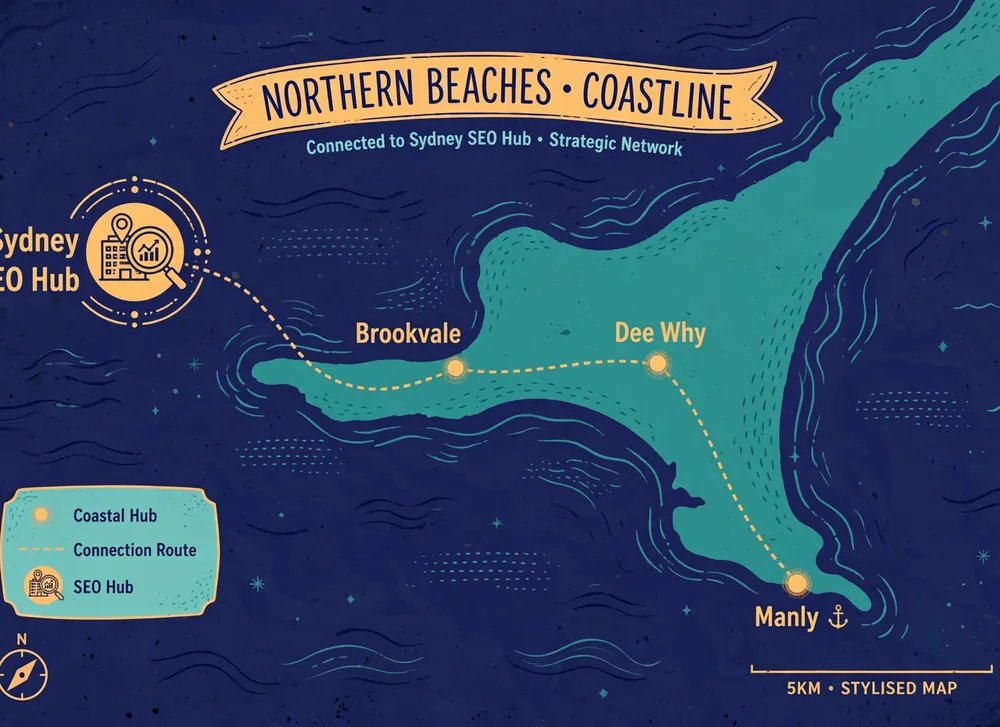 NORTHERN BEACHES • COASTLINE
Connected to Sydney SEO Hub • Strategic Network
Sydney
EO Hub
Brookvale
Dee Why
Manly
Coastal Hub
Connection Route
SEO Hub
N
5KM • STYLISED MAP